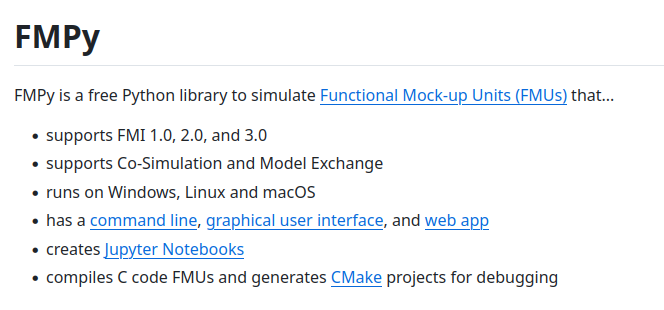 FMPy
FMPy is a free Python library to simulate Functional Mock-up Units (FMUs) that...
• supports FMI 1.0, 2.0, and 3.0
• supports Co-Simulation and Model Exchange
• runs on Windows, Linux and macOS
• has a command line, graphical user interface, and web app
• creates Jupyter Notebooks
• compiles C code FMUs and generates CMake projects for debugging